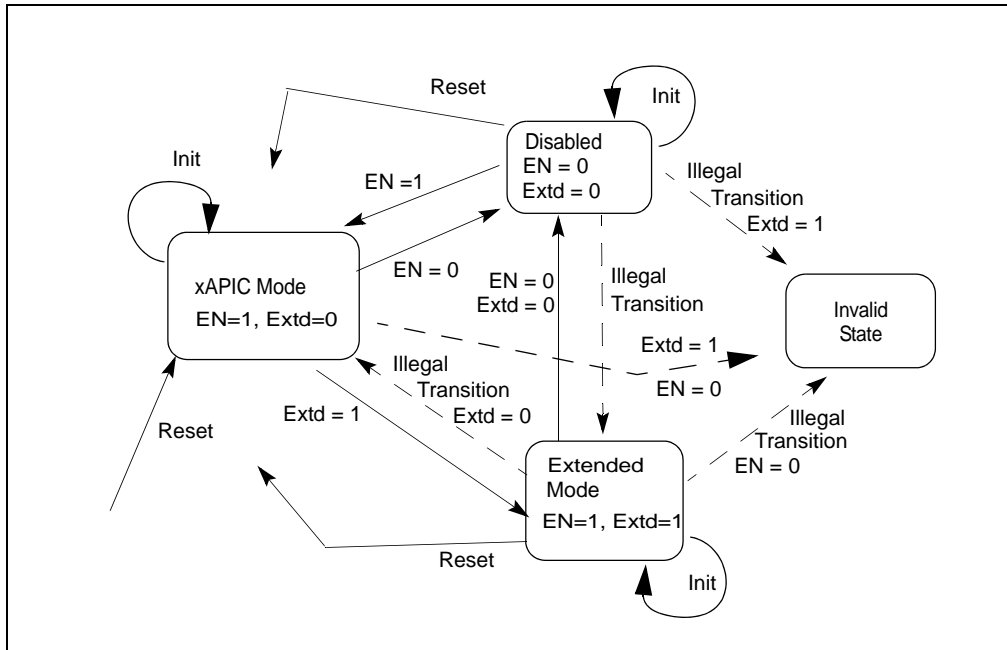 Reset
Init
Disabled
EN = 0
Extd = 0
Illegal
Transition
Extd = 1
Init
EN =1
xAPIC Mode
EN=1, Extd=0
EN = 0
EN = 0
Extd = 0
Illegal
Transition
Invalid
State
Extd = 1
EN = 0
Illegal
Transition
Extd = 0
Extd = 1
Reset
Illegal
Transition
EN = 0
Extended
Mode
EN=1, Extd=1
Reset
Init